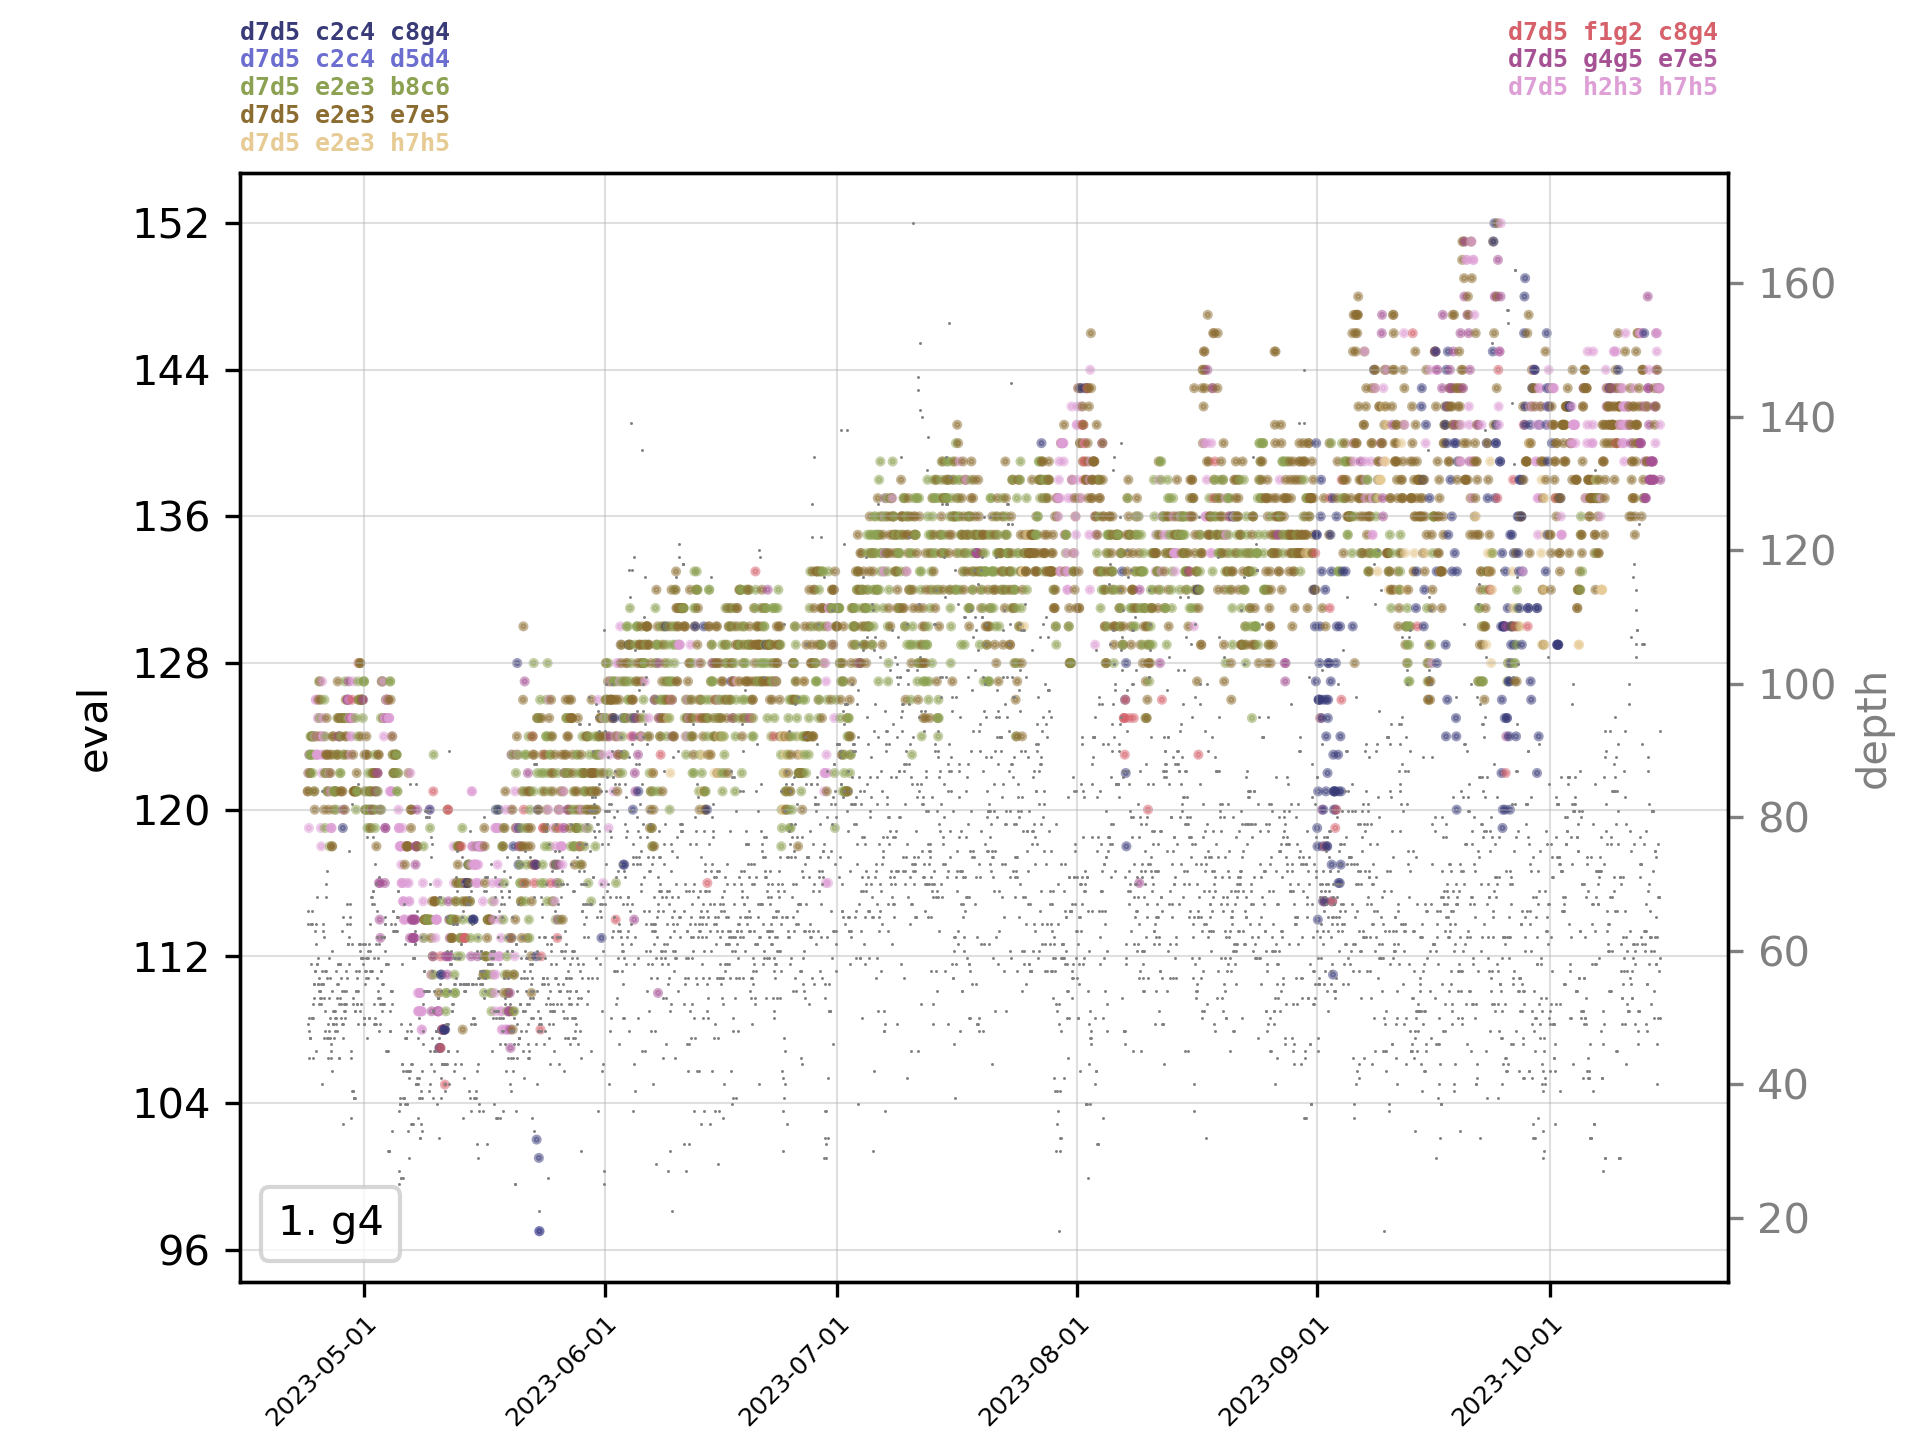 d7d5 c2c4 c8g4
d7d5 c2c4 d5d4
d7d5 e2e3 b8c6
d7d5 e2e3 e7e5
d7d5 e2e3 h7h5
d7d5 f1g2 c8g4
d7d5 g4g5 e7e5
d7d5 h2h3 h7h5
152
144
136
128
120
112
104
96
eval
160
140
120
100
80
60
40
20
depth
1. g4
2023-05-01
2023-06-01
2023-07-01
2023-08-01
2023-09-01
2023-10-01